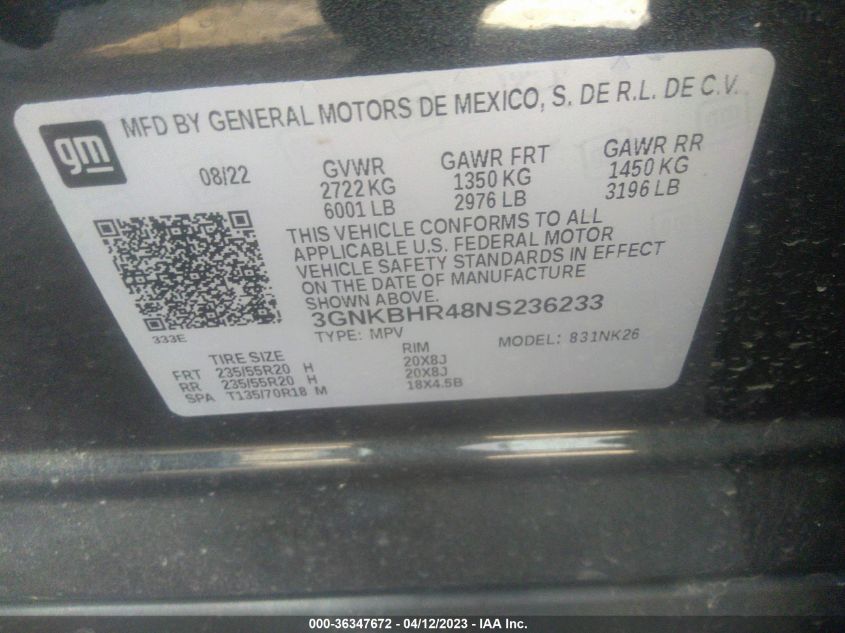 MFD BY GENERAL MOTORS DE MEXICO, S. DE R.L. DE C.V.
gm
08/22 GVWR GAWR FRT GAWR RR
2722 KG 1350 KG 1450 KG
6001 LB 2976 LB 3196 LB
THIS VEHICLE CONFORMS TO ALL
APPLICABLE U.S. FEDERAL MOTOR
VEHICLE SAFETY STANDARDS IN EFFECT
ON THE DATE OF MANUFACTURE
SHOWN ABOVE.
3GNKBHR48NS236233
333E
TYPE: MPV MODEL: 831NK26
TIRE SIZE RIM
FRT 235/55R20 H 20X8J
RR 235/55R20 H 20X8J
SPA T135/70R18 M 18X4.5B
000-36347672 - 04/12/2023 - IAA Inc.